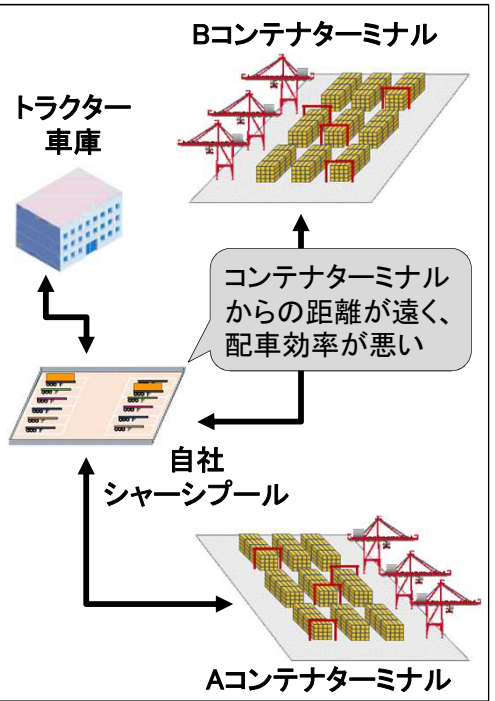 Bコンテナターミナル
トラクター
車庫
コンテナターミナル
からの距離が遠く、
配車効率が悪い
自社
シャーシプール
Aコンテナターミナル